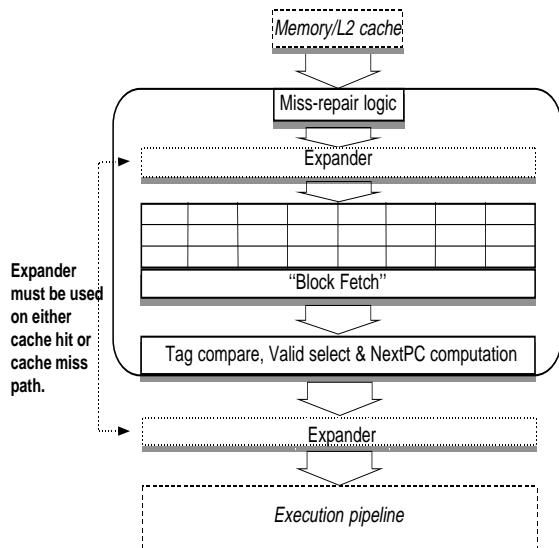 Memory/L2 cache
Miss-repair logic
Expander
"Block Fetch"
Expander
must be used
on either
cache hit or
cache miss
path.
Tag compare, Valid select & NextPC computation
Expander
Execution pipeline